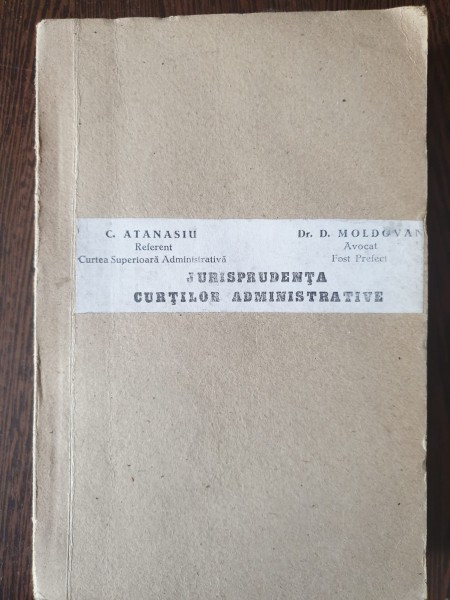 C. ATANASIU Dr. D. MOLDOVAN
Referent Avocat
Curtea Superioară Administrativă Fost Prefect
JURISPRUDENŢA
CURŢILOR ADMINISTRATIVE